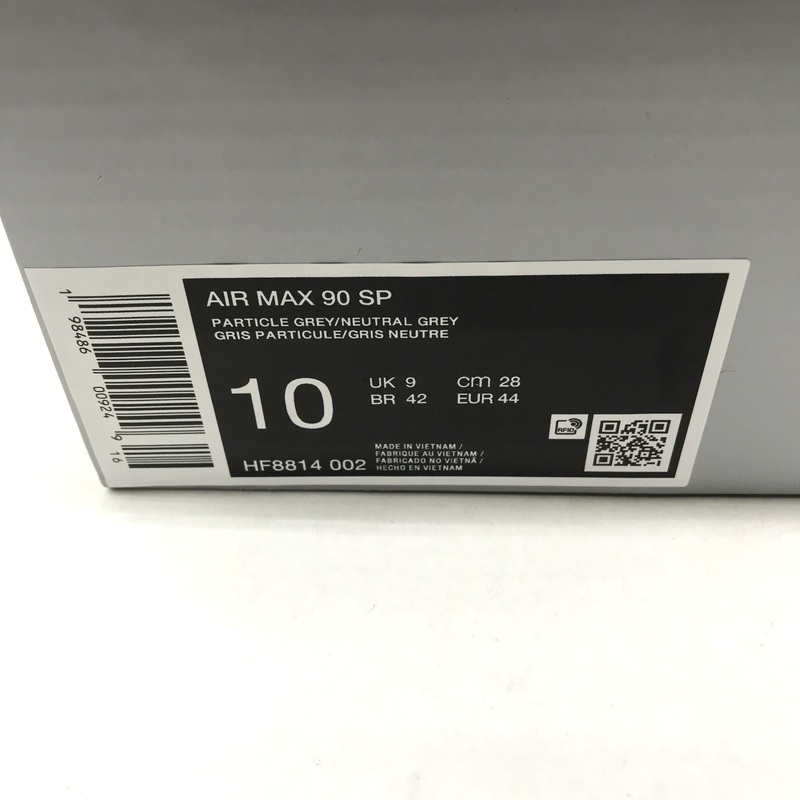 AIR MAX 90 SP
PARTICLE GREY/NEUTRAL GREY
GRIS PARTICULE/GRIS NEUTRE
10
UK 9 cm 28
BR 42 EUR 44
HF8814 002
MADE IN VIETNAM /
FABRIQUE AU VIETNAM /
FABRICADO NO VIETNÃ /
HECHO EN VIETNAM
RFID
1 98486 00924 9 16